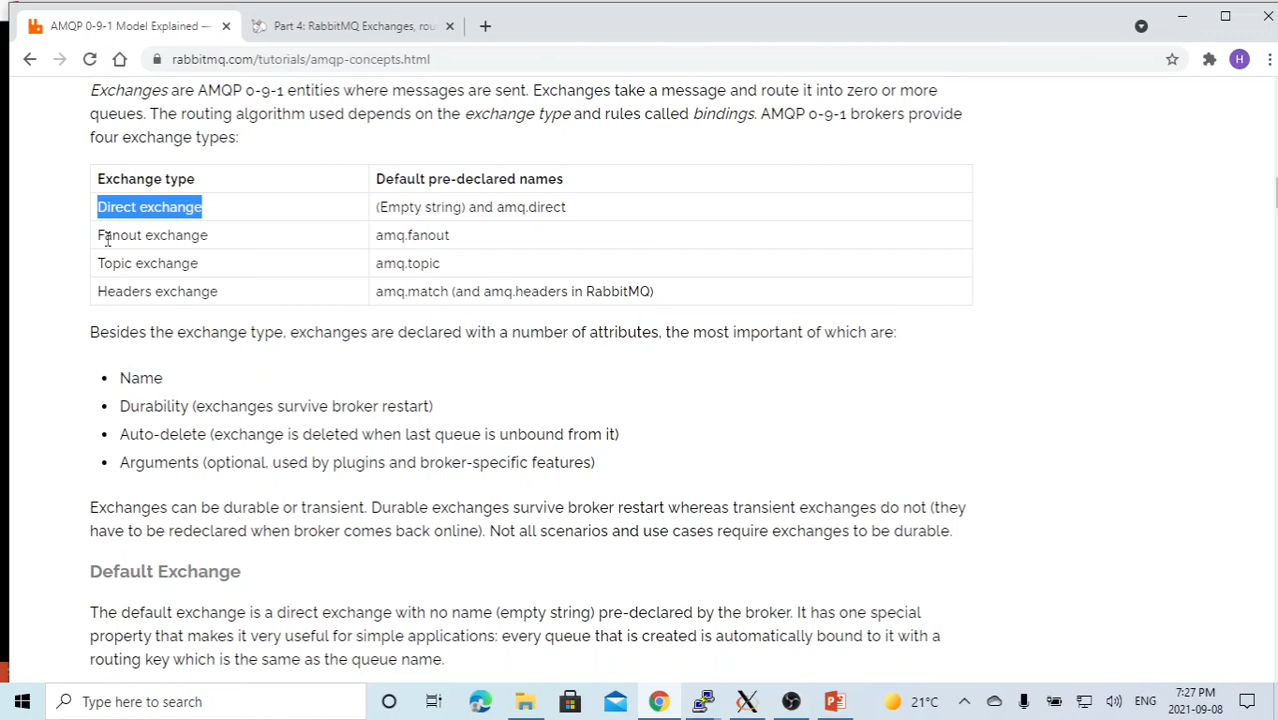 AMQP 0-9-1 Model Explained —
Part 4: RabbitMQ Exchanges, rou
rabbitmq.com/tutorials/amqp-concepts.html
H
Exchanges are AMQP 0-9-1 entities where messages are sent. Exchanges take a message and route it into zero or more
queues. The routing algorithm used depends on the exchange type and rules called bindings. AMQP 0-9-1 brokers provide
four exchange types:
Exchange type Default pre-declared names
Direct exchange (Empty string) and amq.direct
Fanout exchange amq.fanout
Topic exchange amq.topic
Headers exchange amq.match (and amq.headers in RabbitMQ)
Besides the exchange type, exchanges are declared with a number of attributes, the most important of which are:
• Name
• Durability (exchanges survive broker restart)
• Auto-delete (exchange is deleted when last queue is unbound from it)
• Arguments (optional, used by plugins and broker-specific features)
Exchanges can be durable or transient. Durable exchanges survive broker restart whereas transient exchanges do not (they
have to be redeclared when broker comes back online). Not all scenarios and use cases require exchanges to be durable.
Default Exchange
The default exchange is a direct exchange with no name (empty string) pre-declared by the broker. It has one special
property that makes it very useful for simple applications: every queue that is created is automatically bound to it with a
routing key which is the same as the queue name.
Type here to search
21°C
ENG
7:27 PM
2021-09-08